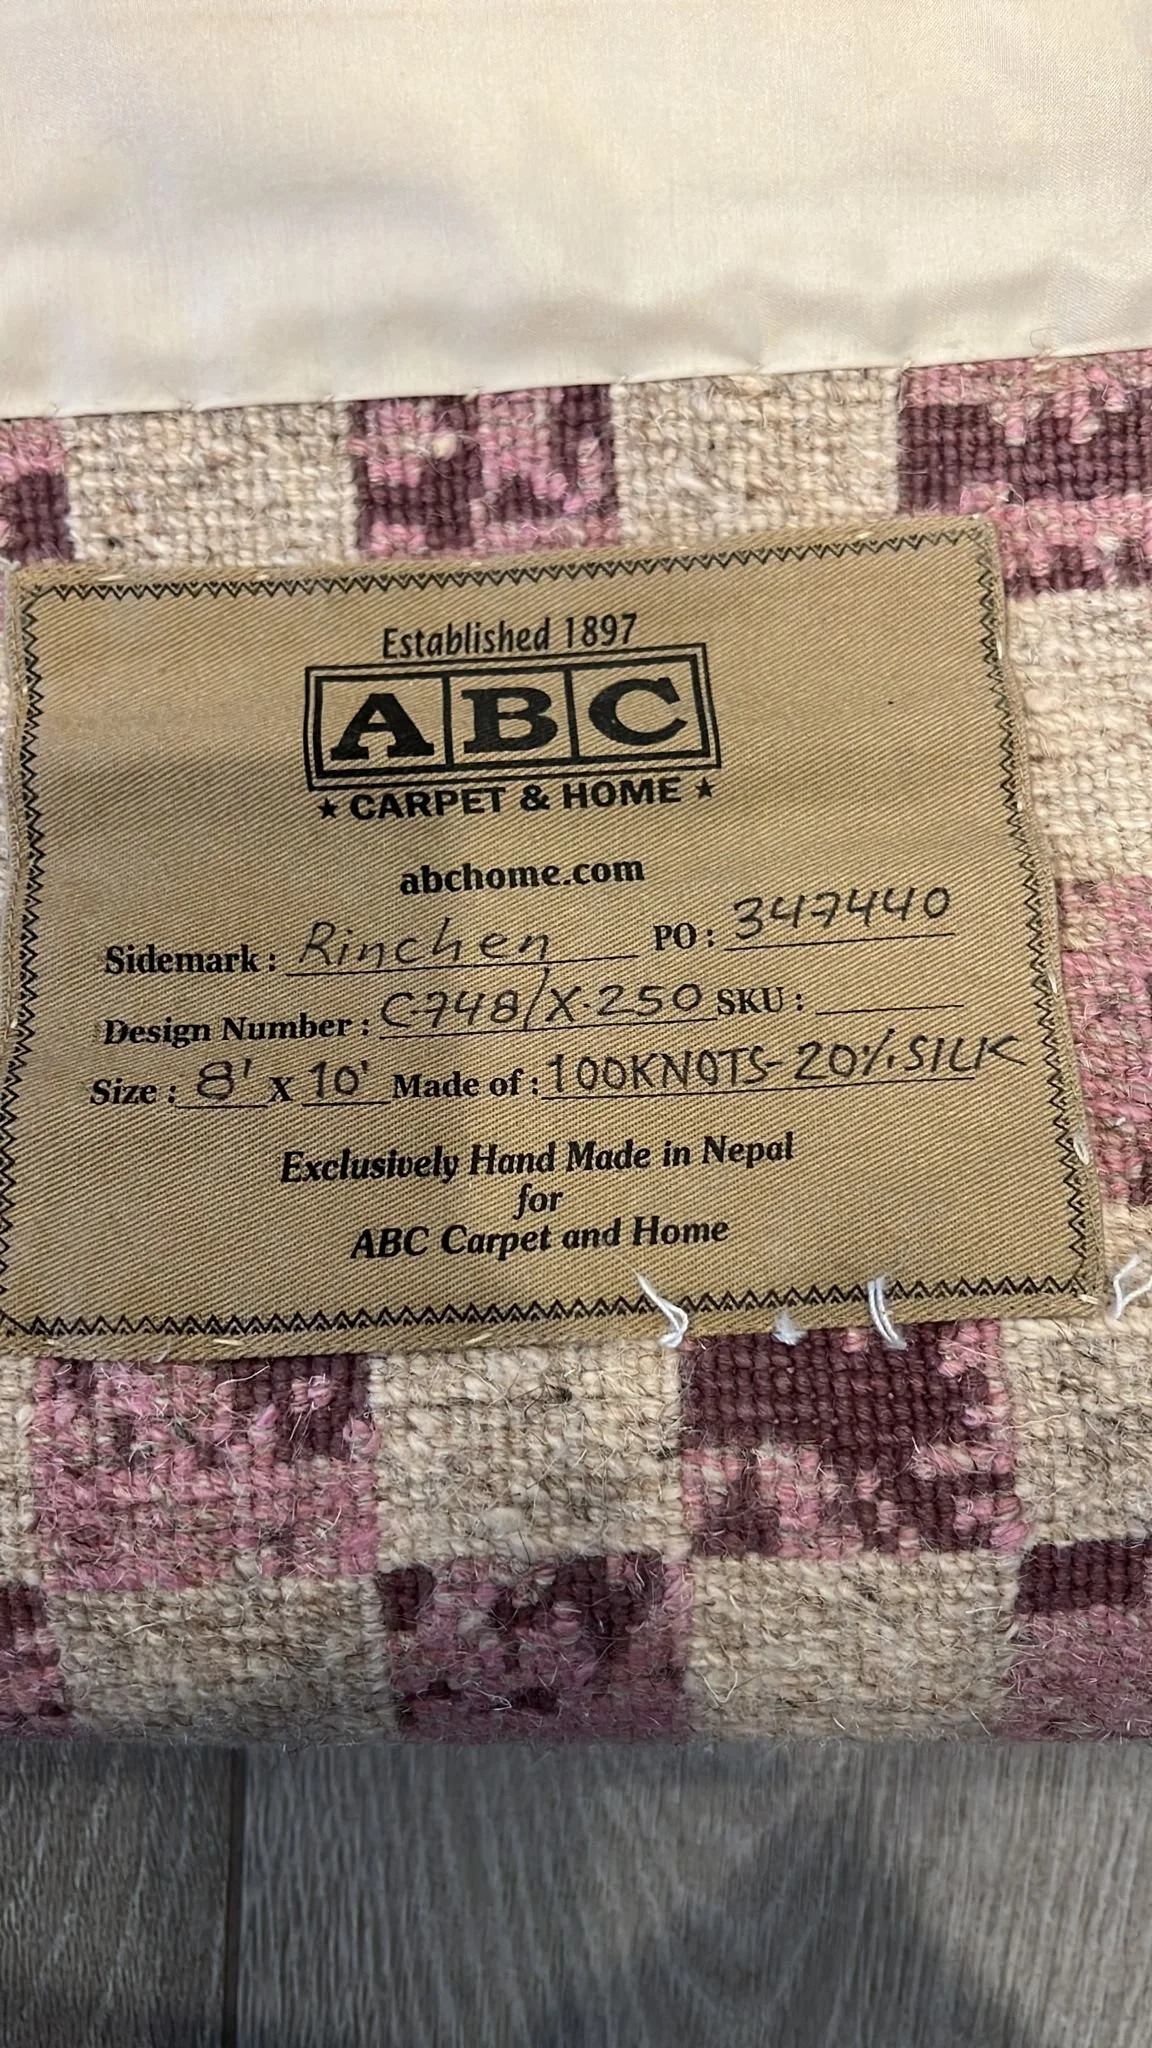 Established 1897
ABC
★ CARPET & HOME ★
abchome.com
Sidemark : Rinchen PO : 347440
Design Number : C-748/X-250 SKU :
Size : 8' X 10' Made of : 100KNOTS-20% SILK
Exclusively Hand Made in Nepal
for
ABC Carpet and Home